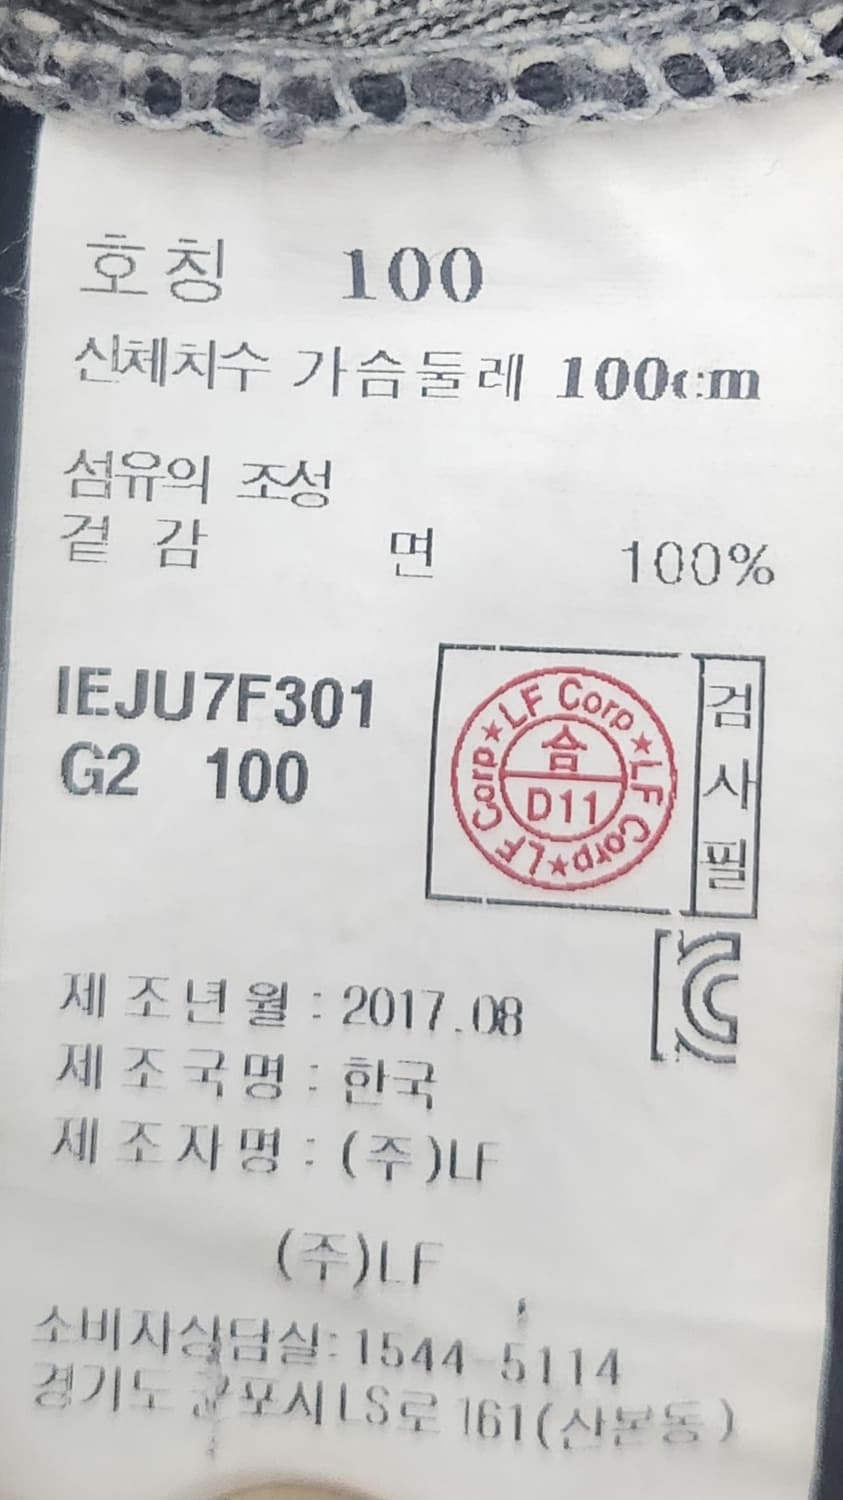 호칭 100
신체치수 가슴둘레 100cm
섬유의 조성
겉감 면 100%
IEJU7F301
G2 100
LF Corp★LF Corp★LF Corp★
合
D11
검사필
KC
제조년월 : 2017.08
제조국명 : 한국
제조자명 : (주)LF
(주)LF
소비자상담실: 1544 5114
경기도 군포시 LS로 161(산본동)